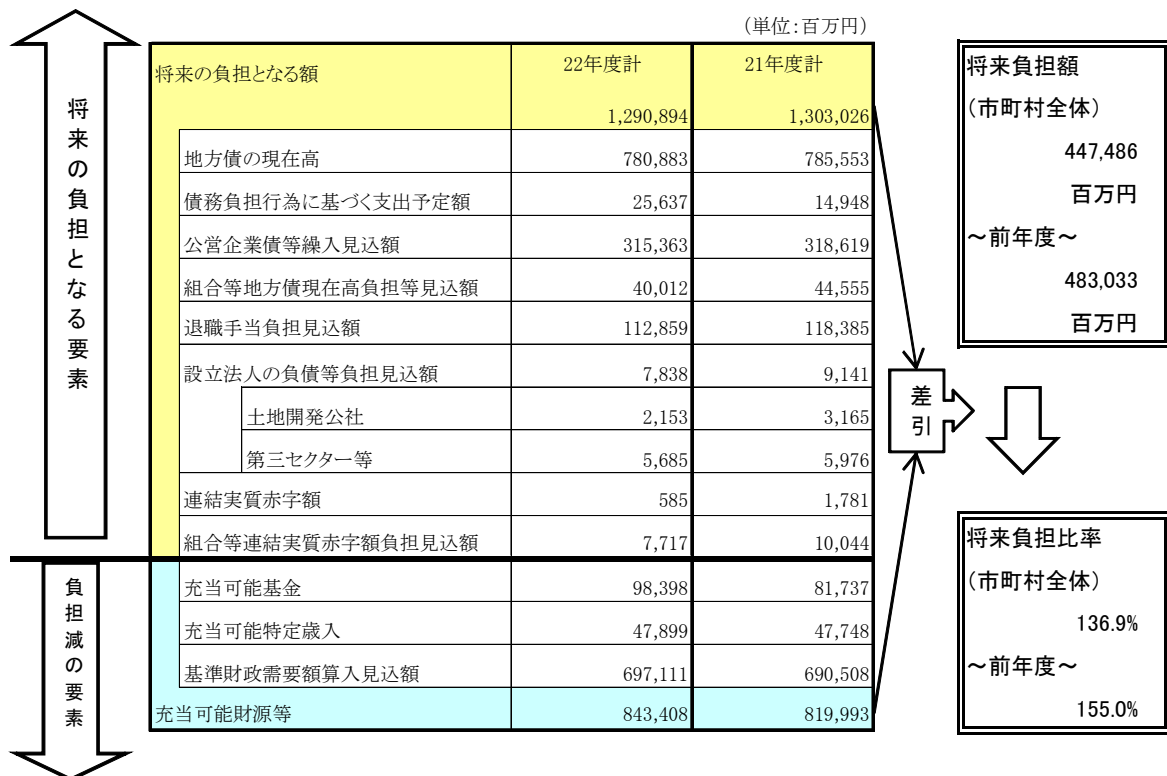 (単位:百万円)
将来の負担となる要素
将来の負担となる額 22年度計 21年度計
1,290,894 1,303,026
地方債の現在高 780,883 785,553
債務負担行為に基づく支出予定額 25,637 14,948
公営企業債等繰入見込額 315,363 318,619
組合等地方債現在高負担等見込額 40,012 44,555
退職手当負担見込額 112,859 118,385
設立法人の負債等負担見込額 7,838 9,141
土地開発公社 2,153 3,165
第三セクター等 5,685 5,976
連結実質赤字額 585 1,781
組合等連結実質赤字額負担見込額 7,717 10,044
負担減の要素
充当可能基金 98,398 81,737
充当可能特定歳入 47,899 47,748
基準財政需要額算入見込額 697,111 690,508
充当可能財源等 843,408 819,993
差引
将来負担額
(市町村全体)
447,486
百万円
~前年度~
483,033
百万円
将来負担比率
(市町村全体)
136.9%
~前年度~
155.0%